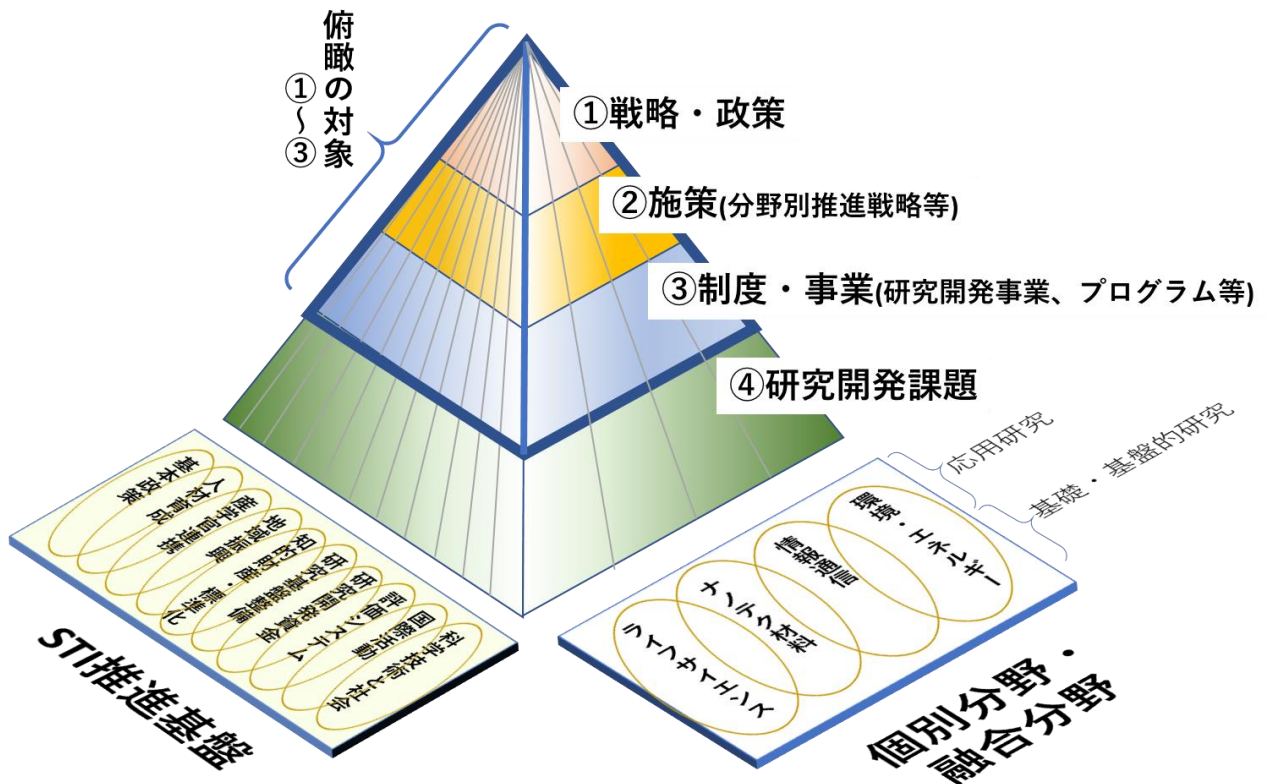 俯瞰の対象
①～③
①戦略・政策
②施策(分野別推進戦略等)
③制度・事業(研究開発事業、プログラム等)
④研究開発課題
応用研究
基礎・基盤的研究
基本政策
人材育成
産学官連携
地域振興
知的財産・標準化
研究基盤整備
研究開発資金
評価システム
国際活動
科学技術と社会
STI推進基盤
環境・エネルギー
情報通信
ナノテク材料
ライフサイエンス
個別分野・
融合分野